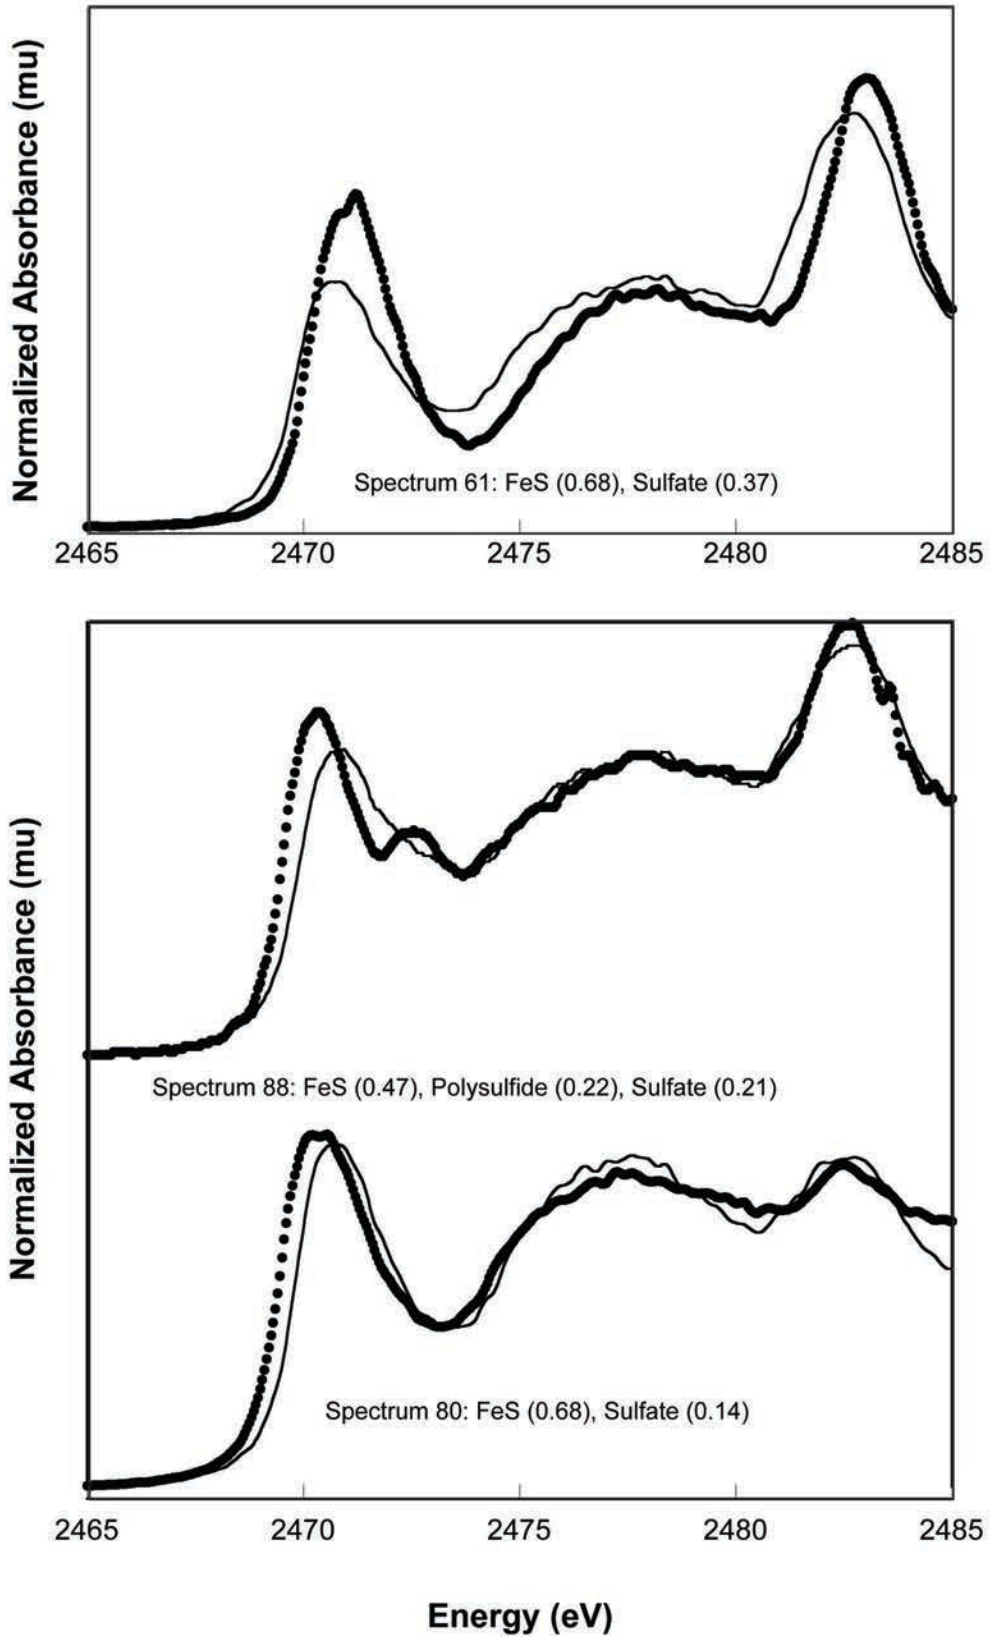 Normalized Absorbance (mu)
Spectrum 61: FeS (0.68), Sulfate (0.37)
2465 2470 2475 2480 2485
Normalized Absorbance (mu)
Spectrum 88: FeS (0.47), Polysulfide (0.22), Sulfate (0.21)
Spectrum 80: FeS (0.68), Sulfate (0.14)
2465 2470 2475 2480 2485
Energy (eV)